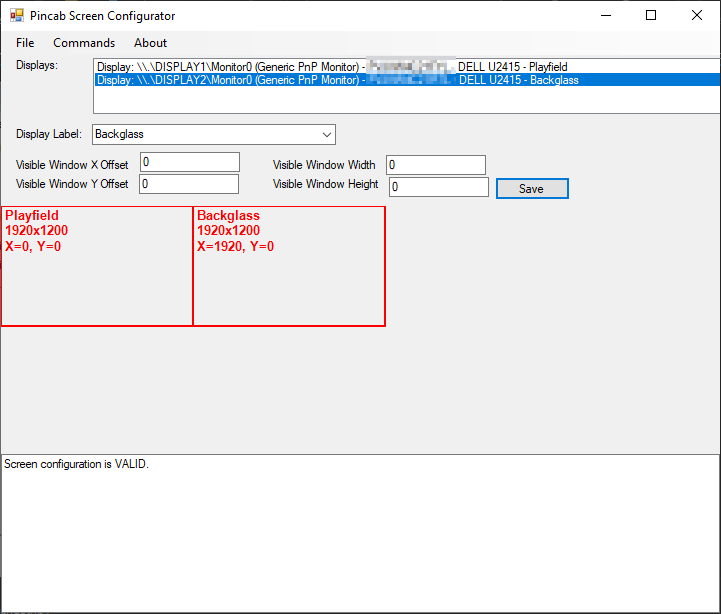 Pincab Screen Configurator
File Commands About
Displays:
Display: \\.\DISPLAY1\Monitor0 (Generic PnP Monitor) - DELL U2415 - Playfield
Display: \\.\DISPLAY2\Monitor0 (Generic PnP Monitor) - DELL U2415 - Backglass
Display Label: Backglass
Visible Window X Offset 0 Visible Window Width 0
Visible Window Y Offset 0 Visible Window Height 0 Save
Playfield
1920x1200
X=0, Y=0
Backglass
1920x1200
X=1920, Y=0
Screen configuration is VALID.